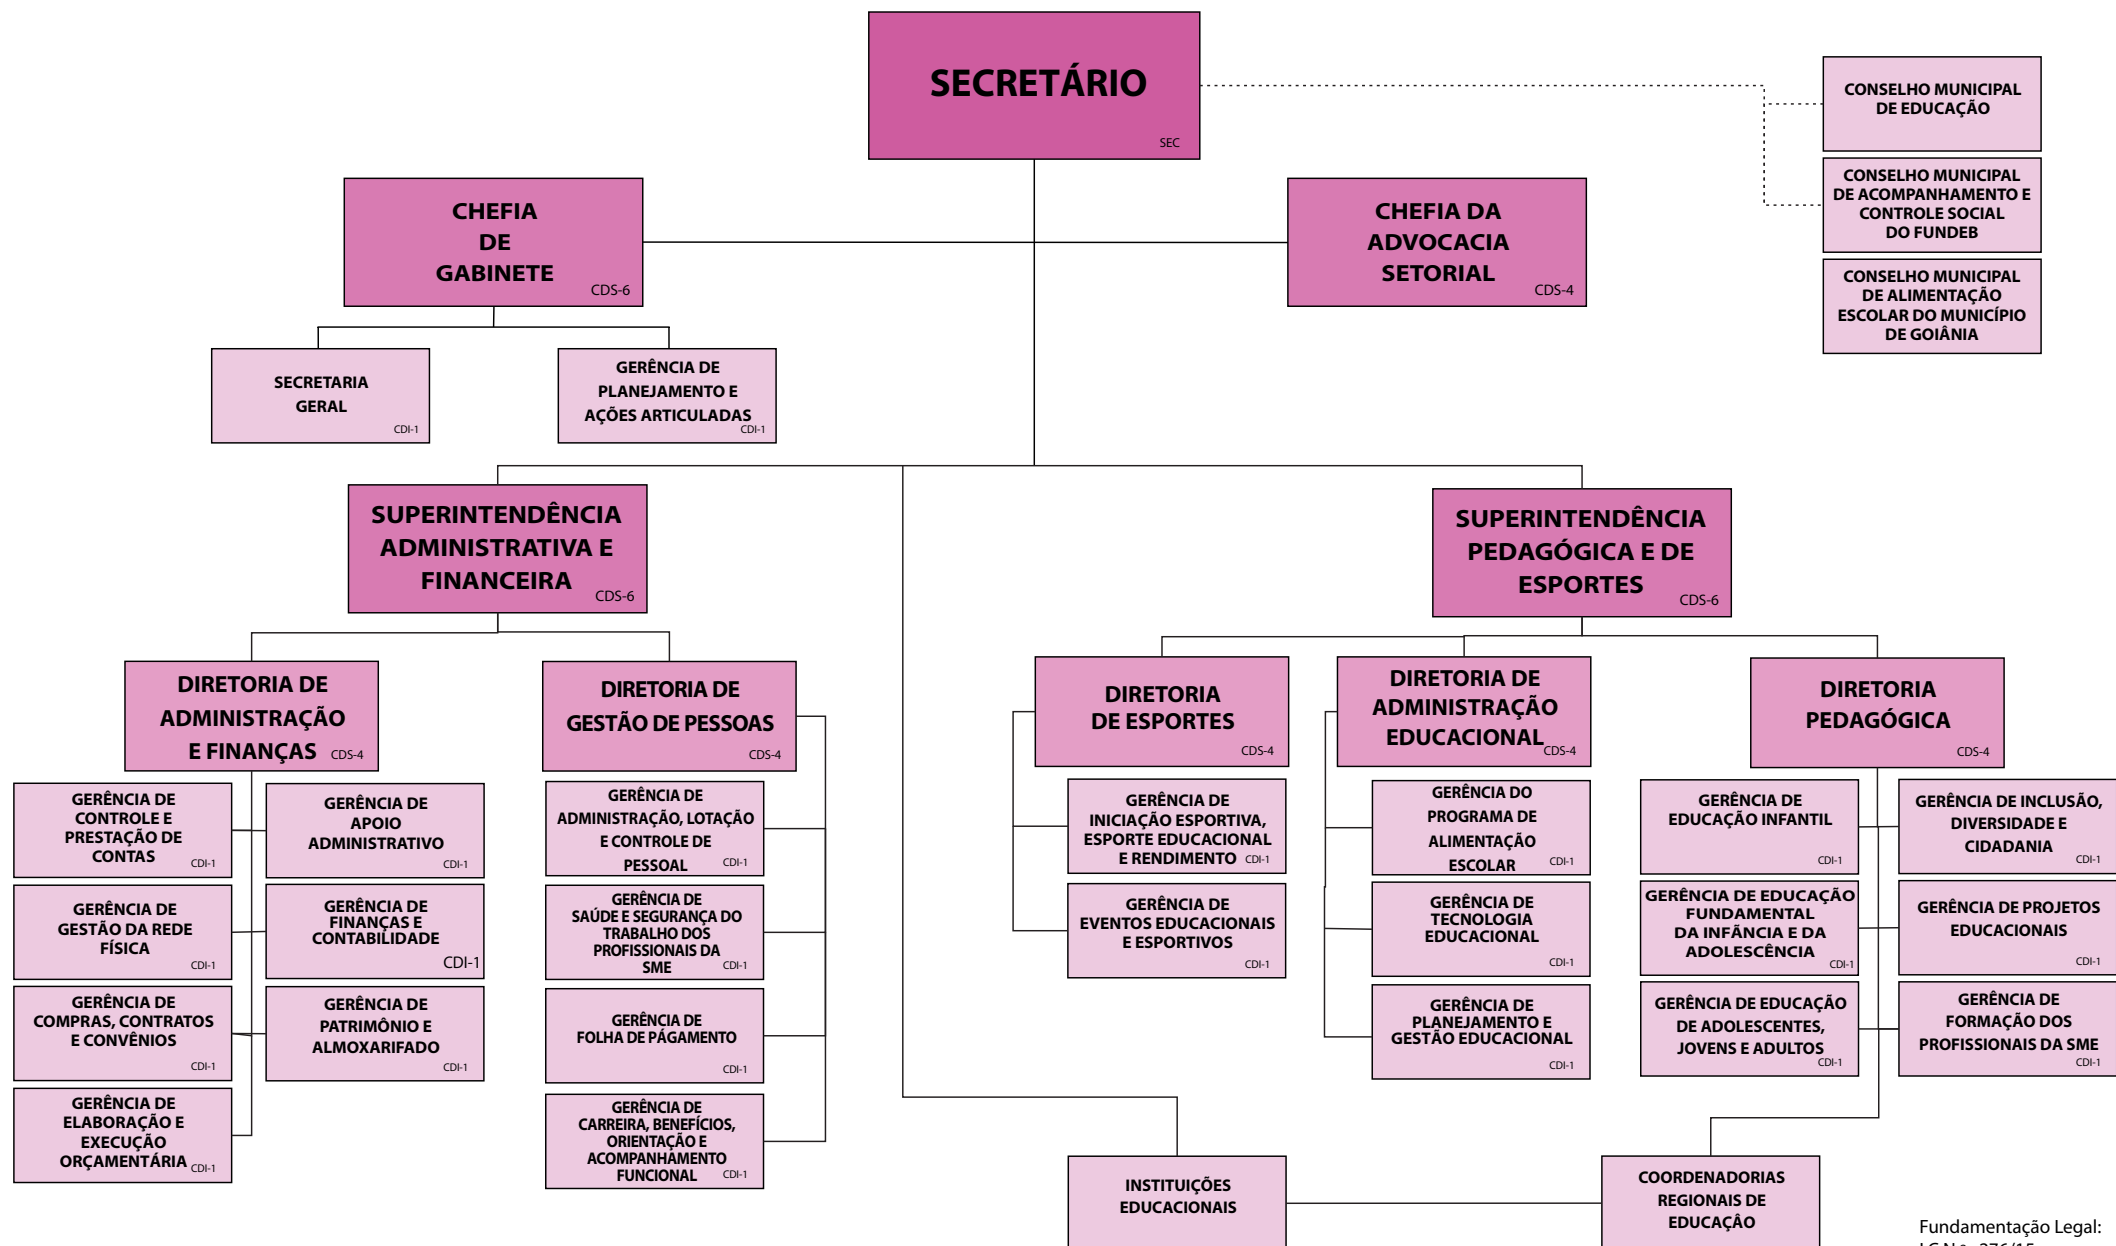 SECRETÁRIO
SEC
CONSELHO MUNICIPAL
DE EDUCAÇÃO
CONSELHO MUNICIPAL
DE ACOMPANHAMENTO E
CONTROLE SOCIAL
DO FUNDEB
CONSELHO MUNICIPAL
DE ALIMENTAÇÃO
ESCOLAR DO MUNICÍPIO
DE GOIÂNIA
CHEFIA
DE
GABINETE
CDS-6
CHEFIA DA
ADVOCACIA
SETORIAL
CDS-4
SECRETARIA
GERAL
CDI-1
GERÊNCIA DE
PLANEJAMENTO E
AÇÕES ARTICULADAS
CDI-1
SUPERINTENDÊNCIA
ADMINISTRATIVA E
FINANCEIRA
CDS-6
SUPERINTENDÊNCIA
PEDAGÓGICA E DE
ESPORTES
CDS-6
DIRETORIA DE
ADMINISTRAÇÃO
E FINANÇAS
CDS-4
DIRETORIA DE
GESTÃO DE PESSOAS
CDS-4
DIRETORIA
DE ESPORTES
CDS-4
DIRETORIA DE
ADMINISTRAÇÃO
EDUCACIONAL
CDS-4
DIRETORIA
PEDAGÓGICA
CDS-4
GERÊNCIA DE
CONTROLE E
PRESTAÇÃO DE
CONTAS
CDI-1
GERÊNCIA DE
APOIO
ADMINISTRATIVO
CDI-1
GERÊNCIA DE
GESTÃO DA REDE
FÍSICA
CDI-1
GERÊNCIA DE
FINANÇAS E
CONTABILIDADE
CDI-1
GERÊNCIA DE
COMPRAS, CONTRATOS
E CONVÊNIOS
CDI-1
GERÊNCIA DE
PATRIMÔNIO E
ALMOXARIFADO
CDI-1
GERÊNCIA DE
ELABORAÇÃO E
EXECUÇÃO
ORÇAMENTÁRIA
CDI-1
GERÊNCIA DE
ADMINISTRAÇÃO, LOTAÇÃO
E CONTROLE DE
PESSOAL
CDI-1
GERÊNCIA DE
SAÚDE E SEGURANÇA DO
TRABALHO DOS
PROFISSIONAIS DA
SME
CDI-1
GERÊNCIA DE
FOLHA DE PÁGAMENTO
CDI-1
GERÊNCIA DE
CARREIRA, BENEFÍCIOS,
ORIENTAÇÃO E
ACOMPANHAMENTO
FUNCIONAL
CDI-1
GERÊNCIA DE
INICIAÇÃO ESPORTIVA,
ESPORTE EDUCACIONAL
E RENDIMENTO
CDI-1
GERÊNCIA DE
EVENTOS EDUCACIONAIS
E ESPORTIVOS
CDI-1
GERÊNCIA DO
PROGRAMA DE
ALIMENTAÇÃO
ESCOLAR
CDI-1
GERÊNCIA DE
TECNOLOGIA
EDUCACIONAL
CDI-1
GERÊNCIA DE
PLANEJAMENTO E
GESTÃO EDUCACIONAL
CDI-1
GERÊNCIA DE
EDUCAÇÃO INFANTIL
CDI-1
GERÊNCIA DE INCLUSÃO,
DIVERSIDADE E
CIDADANIA
CDI-1
GERÊNCIA DE EDUCAÇÃO
FUNDAMENTAL
DA INFÃNCIA E DA
ADOLESCÊNCIA
CDI-1
GERÊNCIA DE PROJETOS
EDUCACIONAIS
CDI-1
GERÊNCIA DE EDUCAÇÃO
DE ADOLESCENTES,
JOVENS E ADULTOS
CDI-1
GERÊNCIA DE
FORMAÇÃO DOS
PROFISSIONAIS DA SME
CDI-1
INSTITUIÇÕES
EDUCACIONAIS
COORDENADORIAS
REGIONAIS DE
EDUCAÇÂO
Fundamentação Legal: